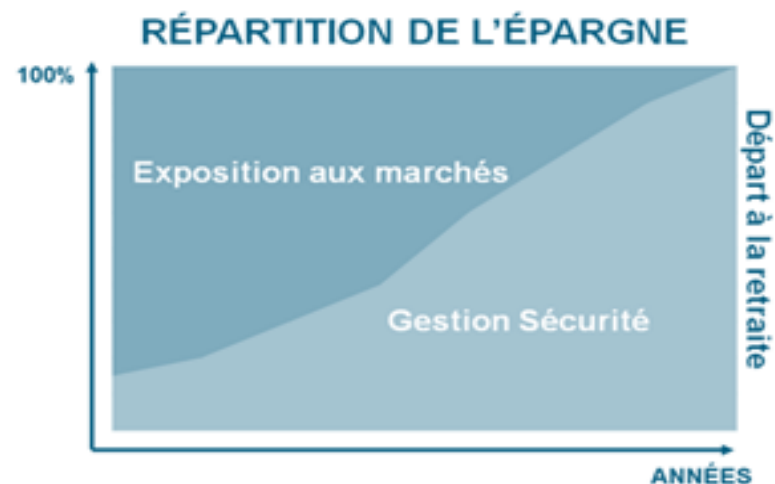 RÉPARTITION DE L'ÉPARGNE
100%
Exposition aux marchés
Gestion Sécurité
Départ à la retraite
ANNÉES